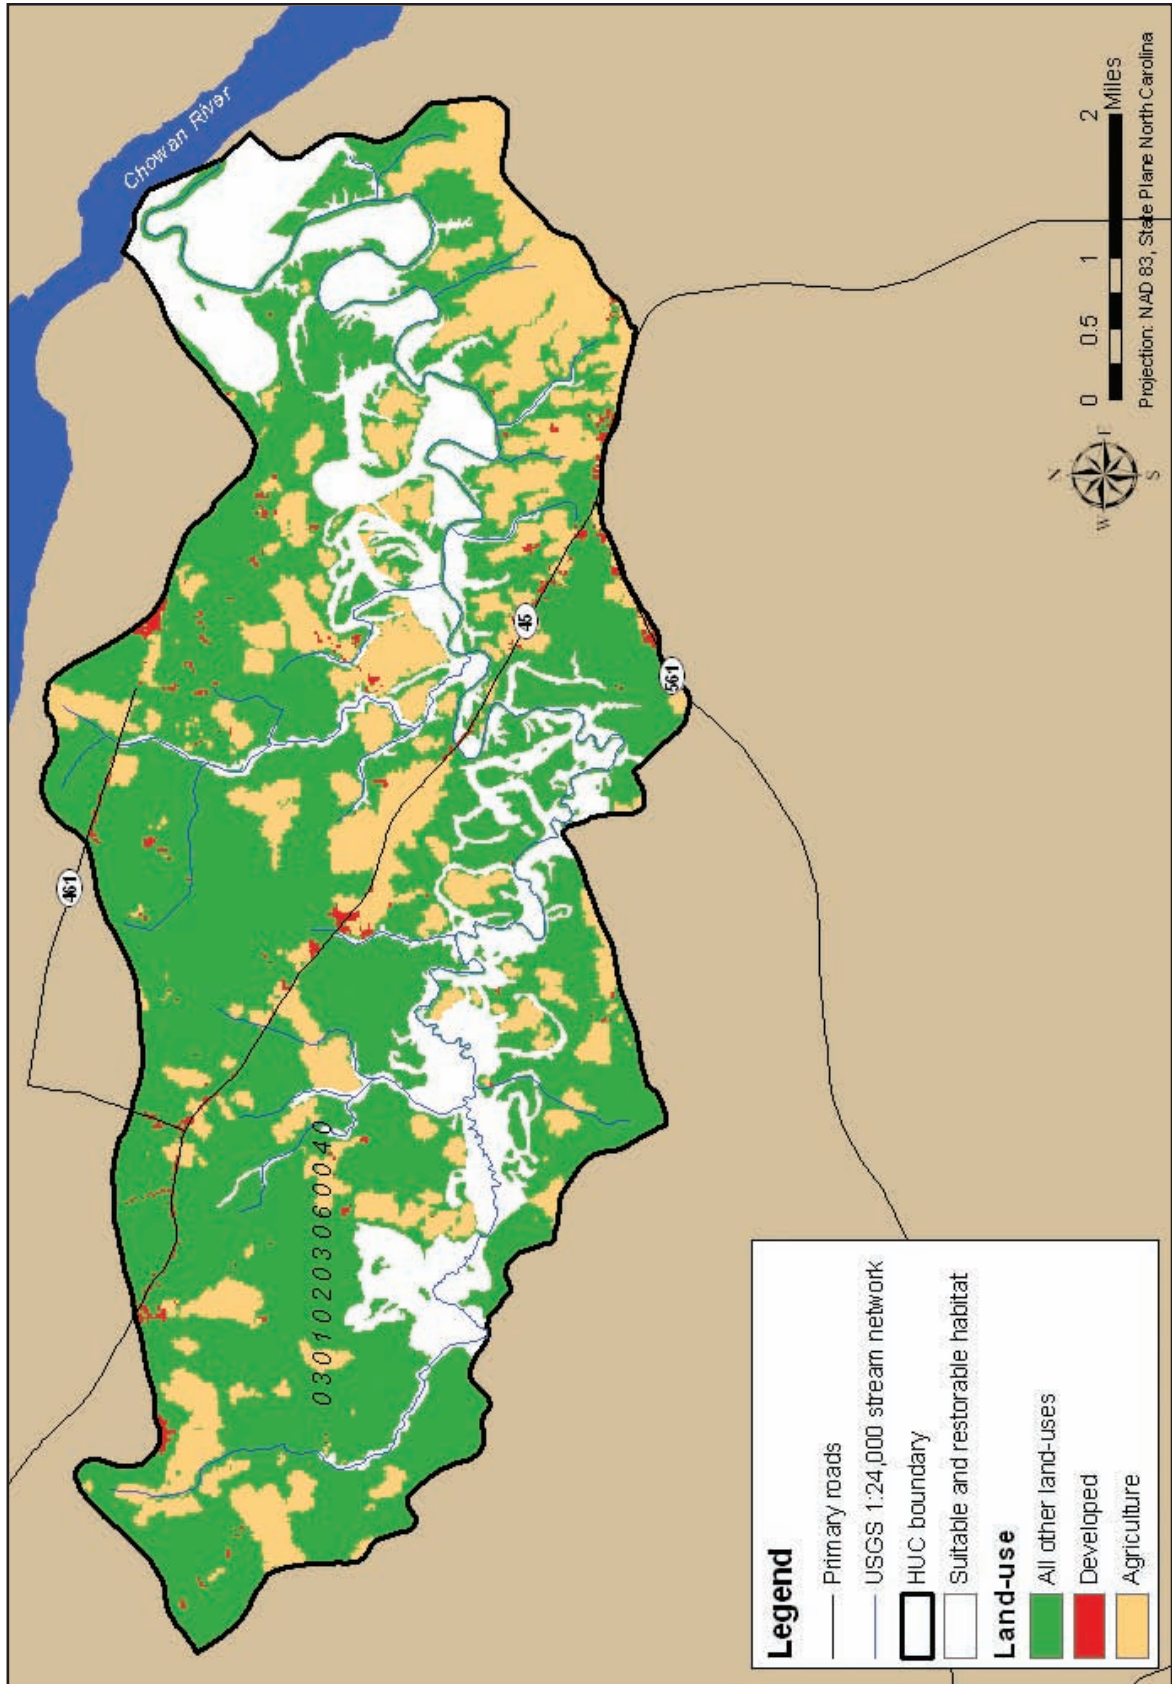 Chowan River
461
45
561
03010203060040
N
W
E
S
0 0.5 1 2
Miles
Projection: NAD 83, State Plane North Carolina
Legend
Primary roads
USGS 1:24,000 stream network
HUC boundary
Suitable and restorable habitat
Land-use
All other land-uses
Developed
Agriculture